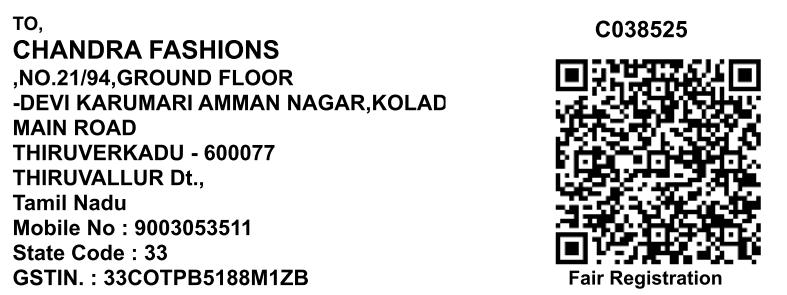 TO,
CHANDRA FASHIONS
,NO.21/94,GROUND FLOOR
-DEVI KARUMARI AMMAN NAGAR,KOLAD
MAIN ROAD
THIRUVERKADU - 600077
THIRUVALLUR Dt.,
Tamil Nadu
Mobile No : 9003053511
State Code : 33
GSTIN. : 33COTPB5188M1ZB
C038525
Fair Registration